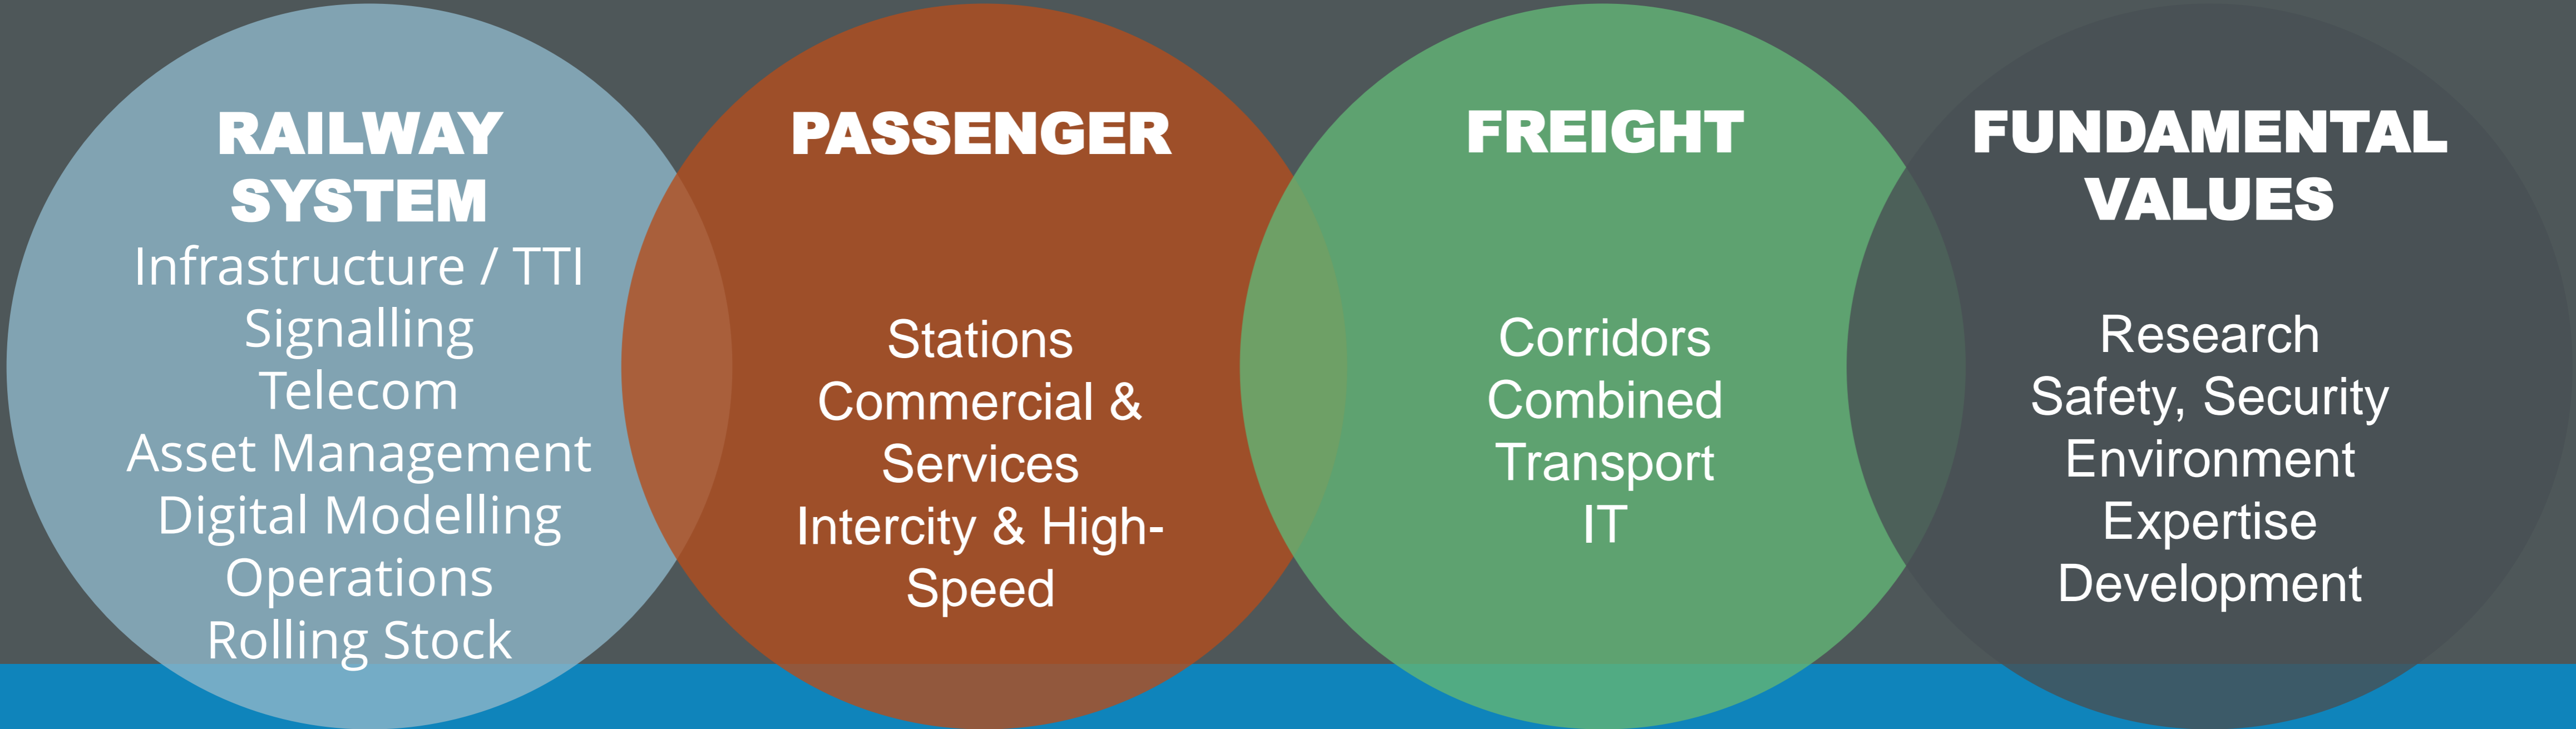 RAILWAY
SYSTEM
Infrastructure / TTI
Signalling
Telecom
Asset Management
Digital Modelling
Operations
Rolling Stock
PASSENGER
Stations
Commercial &
Services
Intercity & High-
Speed
FREIGHT
Corridors
Combined
Transport
IT
FUNDAMENTAL
VALUES
Research
Safety, Security
Environment
Expertise
Development